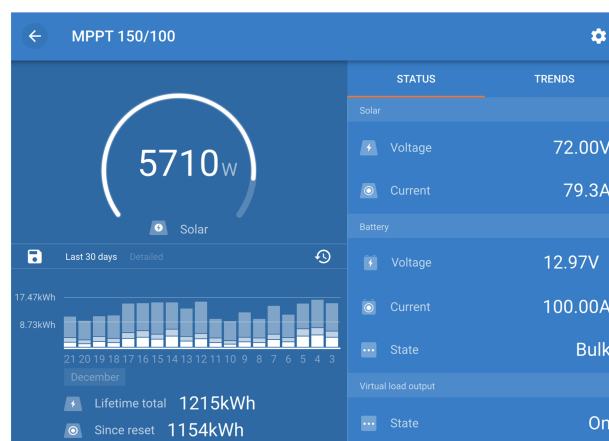 MPPT 150/100
STATUS TRENDS
Solar
Voltage 72.00V
Current 79.3A
Battery
Voltage 12.97V
Current 100.00A
State Bulk
Virtual load output
State On
5710W
Solar
Last 30 days Detailed
17.47kWh
8.73kWh
21 20 19 18 17 16 15 14 13 12 11 10 9 8 7 6 5 4 3
December
Lifetime total 1215kWh
Since reset 1154kWh